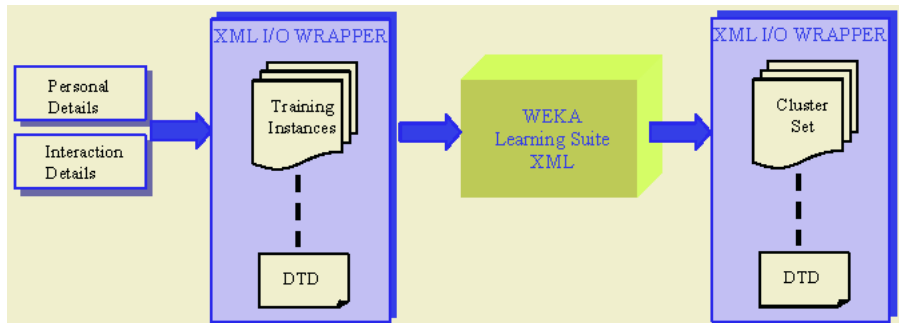 Personal
Details
Interaction
Details
XML I/O WRAPPER
Training
Instances
DTD
WEKA
Learning Suite
XML
XML I/O WRAPPER
Cluster
Set
DTD